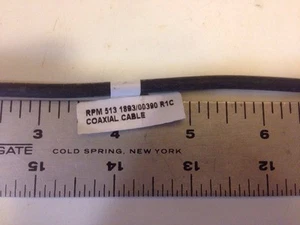 RPM 513 1893/00390 R1C
COAXIAL CABLE
3 4 5 6
GATE COLD SPRING, NEW YORK
15 14 13 12